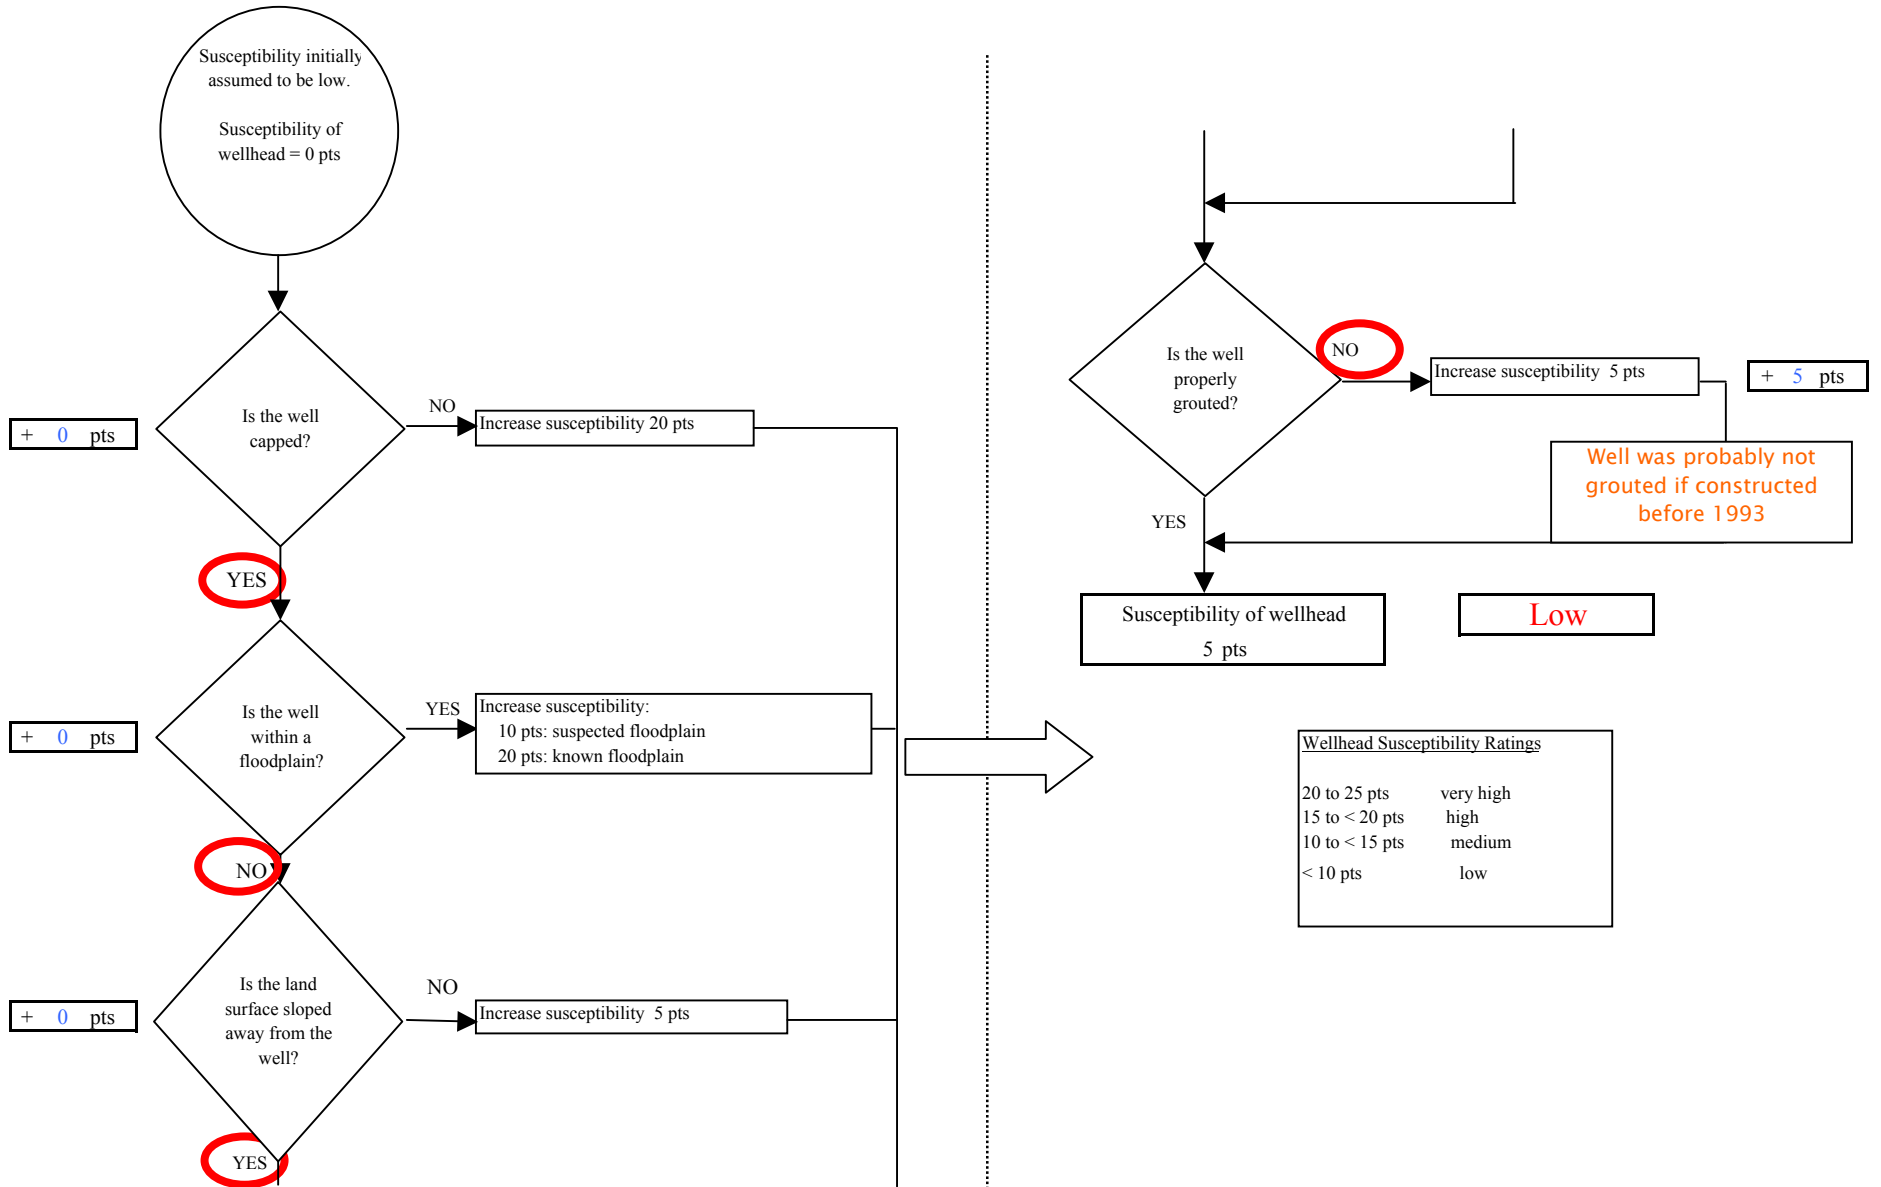 Susceptibility initially
assumed to be low.
Susceptibility of
wellhead = 0 pts
+ 0 pts
Is the well
capped?
NO
Increase susceptibility 20 pts
YES
+ 0 pts
Is the well
within a
floodplain?
YES
Increase susceptibility:
10 pts: suspected floodplain
20 pts: known floodplain
NO
+ 0 pts
Is the land
surface sloped
away from the
well?
NO
Increase susceptibility 5 pts
YES
Is the well
properly
grouted?
NO
Increase susceptibility 5 pts
+ 5 pts
Well was probably not
grouted if constructed
before 1993
YES
Susceptibility of wellhead
5 pts
Low
Wellhead Susceptibility Ratings
20 to 25 pts very high
15 to < 20 pts high
10 to < 15 pts medium
< 10 pts low